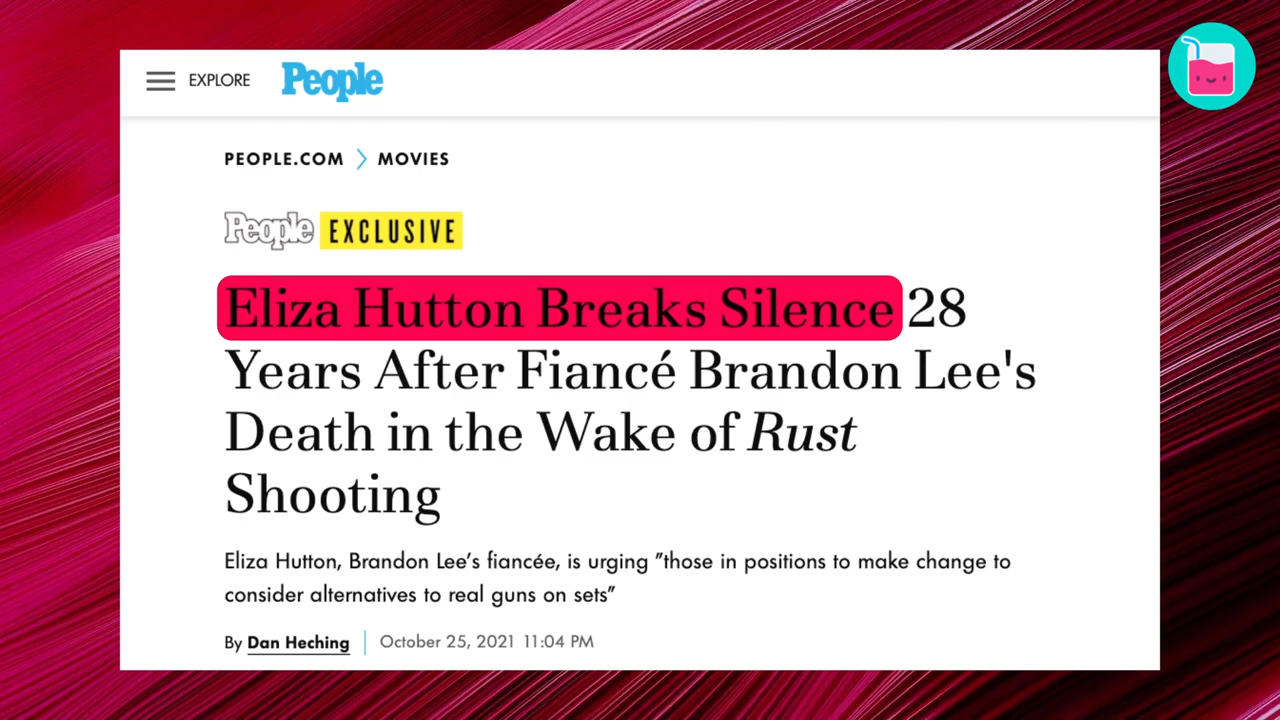 EXPLORE People
PEOPLE.COM > MOVIES
People EXCLUSIVE
Eliza Hutton Breaks Silence 28
Years After Fiancé Brandon Lee's
Death in the Wake of Rust
Shooting
Eliza Hutton, Brandon Lee’s fiancée, is urging ”those in positions to make change to
consider alternatives to real guns on sets”
By Dan Heching | October 25, 2021 11:04 PM